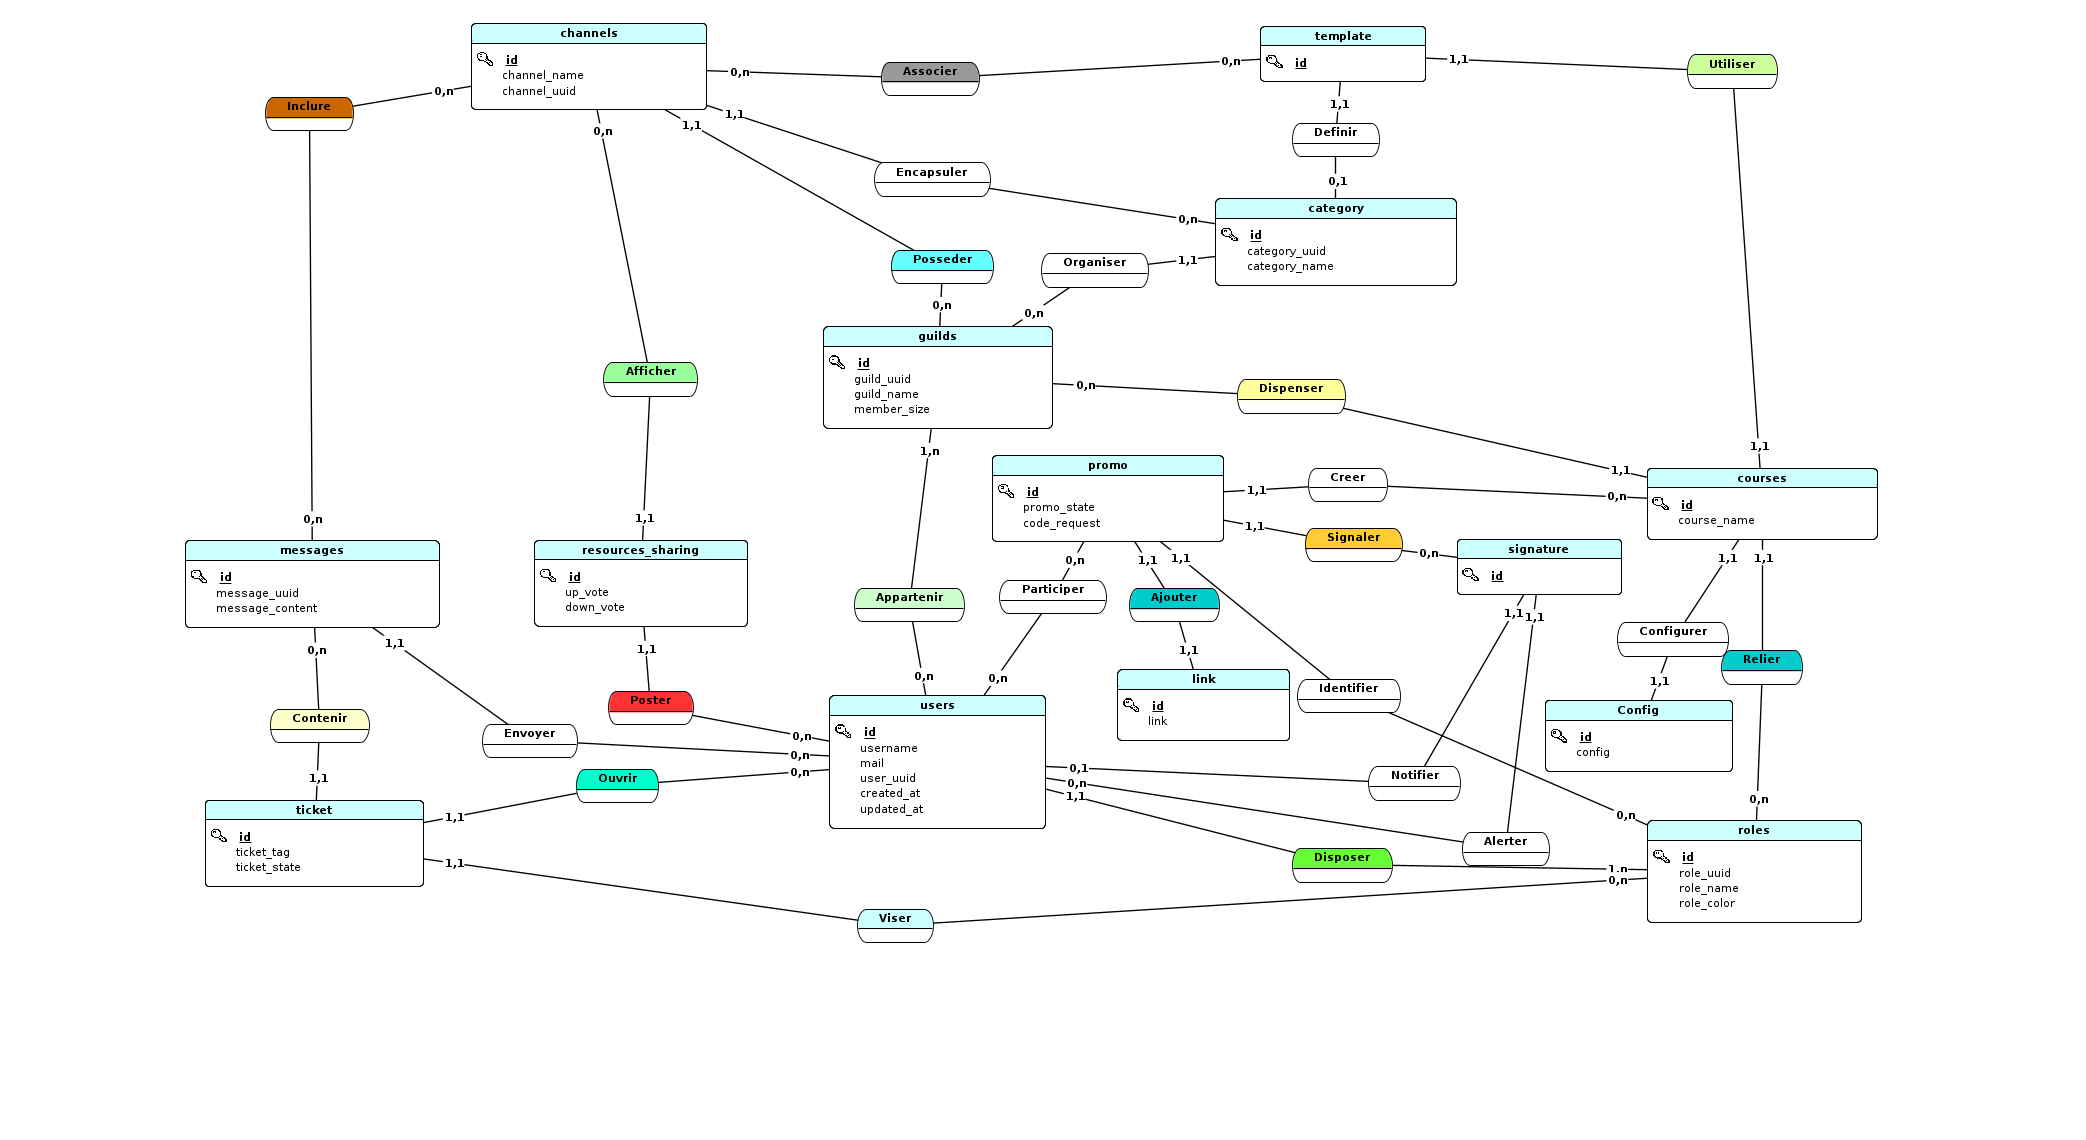 channels
id
channel_name
channel_uuid
template
id
Associer
0,n
0,n
Utiliser
1,1
1,1
Inclure
0,n
0,n
0,n
1,1
1,1
1,1
Definir
0,1
Encapsuler
0,n
category
id
category_uuid
category_name
Posseder
0,n
Organiser
1,1
0,n
guilds
id
guild_uuid
guild_name
member_size
Afficher
1,1
0,n
Dispenser
1,1
1,n
promo
id
promo_state
code_request
1,1
Creer
0,n
courses
id
course_name
1,1
Signaler
0,n
signature
id
messages
id
message_uuid
message_content
resources_sharing
id
up_vote
down_vote
0,n
1,1
1,1
1,1
1,1
Appartenir
0,n
Participer
0,n
Ajouter
1,1
1,1
1,1
Configurer
1,1
Relier
0,n
0,n
1,1
1,1
link
id
link
Identifier
0,n
Config
id
config
Poster
0,n
Contenir
1,1
Envoyer
0,n
Ouvrir
0,n
1,1
users
id
username
mail
user_uuid
created_at
updated_at
0,1
0,n
1,1
Notifier
Alerter
Disposer
1,n
0,n
roles
id
role_uuid
role_name
role_color
ticket
id
ticket_tag
ticket_state
1,1
Viser